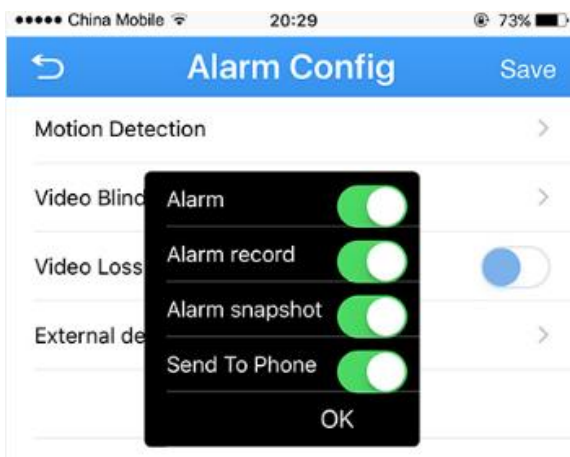 China Mobile 20:29 73%
Alarm Config Save
Motion Detection
Video Blind
Alarm
Alarm record
Video Loss
Alarm snapshot
External de
Send To Phone
OK